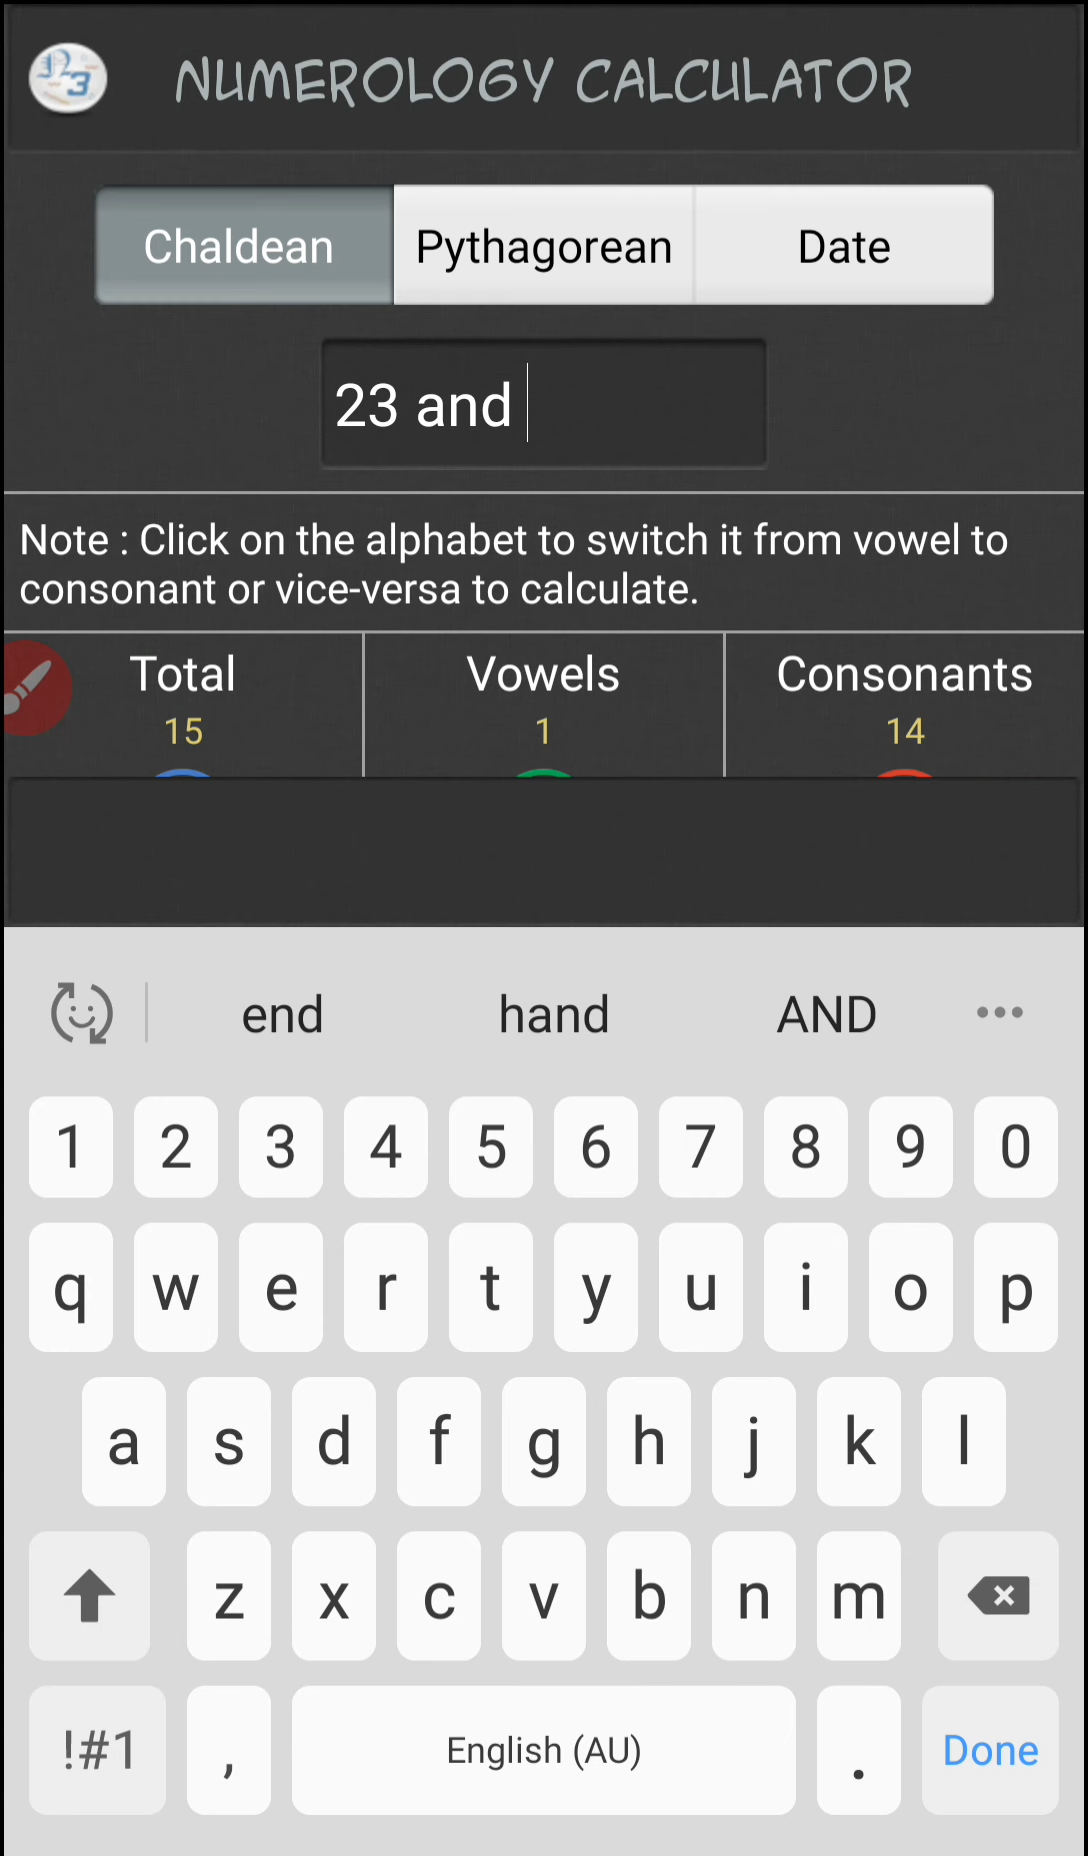 NUMEROLOGY CALCULATOR
Chaldean Pythagorean Date
23 and
Note : Click on the alphabet to switch it from vowel to
consonant or vice-versa to calculate.
Total Vowels Consonants
15 1 14
end hand AND •••
1 2 3 4 5 6 7 8 9 0
q w e r t y u i o p
a s d f g h j k l
z x c v b n m
!#1 , English (AU) . Done